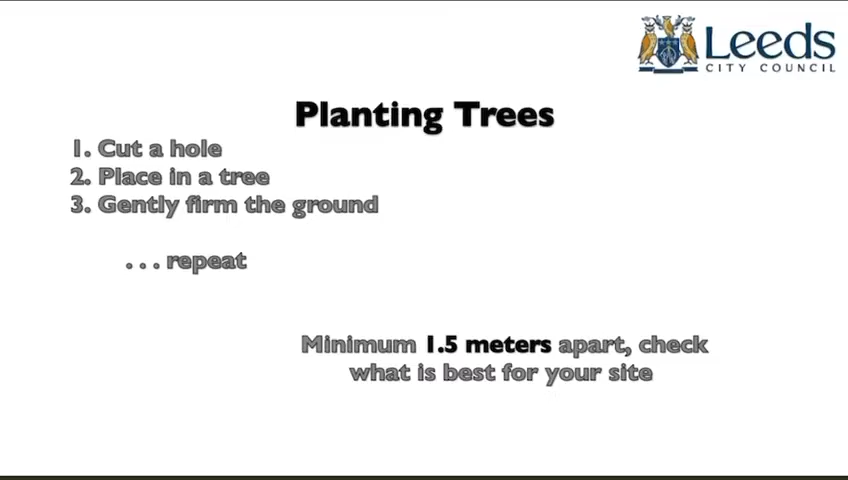 Leeds
CITY COUNCIL
Planting Trees
1. Cut a hole
2. Place in a tree
3. Gently firm the ground
. . . repeat
Minimum 1.5 meters apart, check
what is best for your site